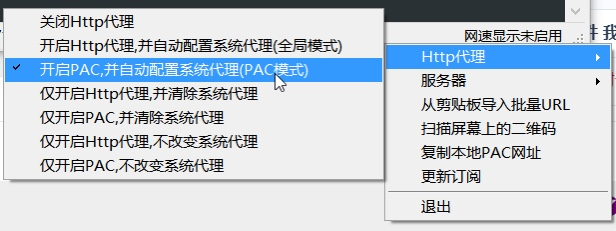 关闭Http代理
开启Http代理,并自动配置系统代理(全局模式)
开启PAC,并自动配置系统代理(PAC模式)
仅开启Http代理,并清除系统代理
仅开启PAC,并清除系统代理
仅开启Http代理,不改变系统代理
仅开启PAC,不改变系统代理
网速显示未启用
Http代理
服务器
从剪贴板导入批量URL
扫描屏幕上的二维码
复制本地PAC网址
更新订阅
退出